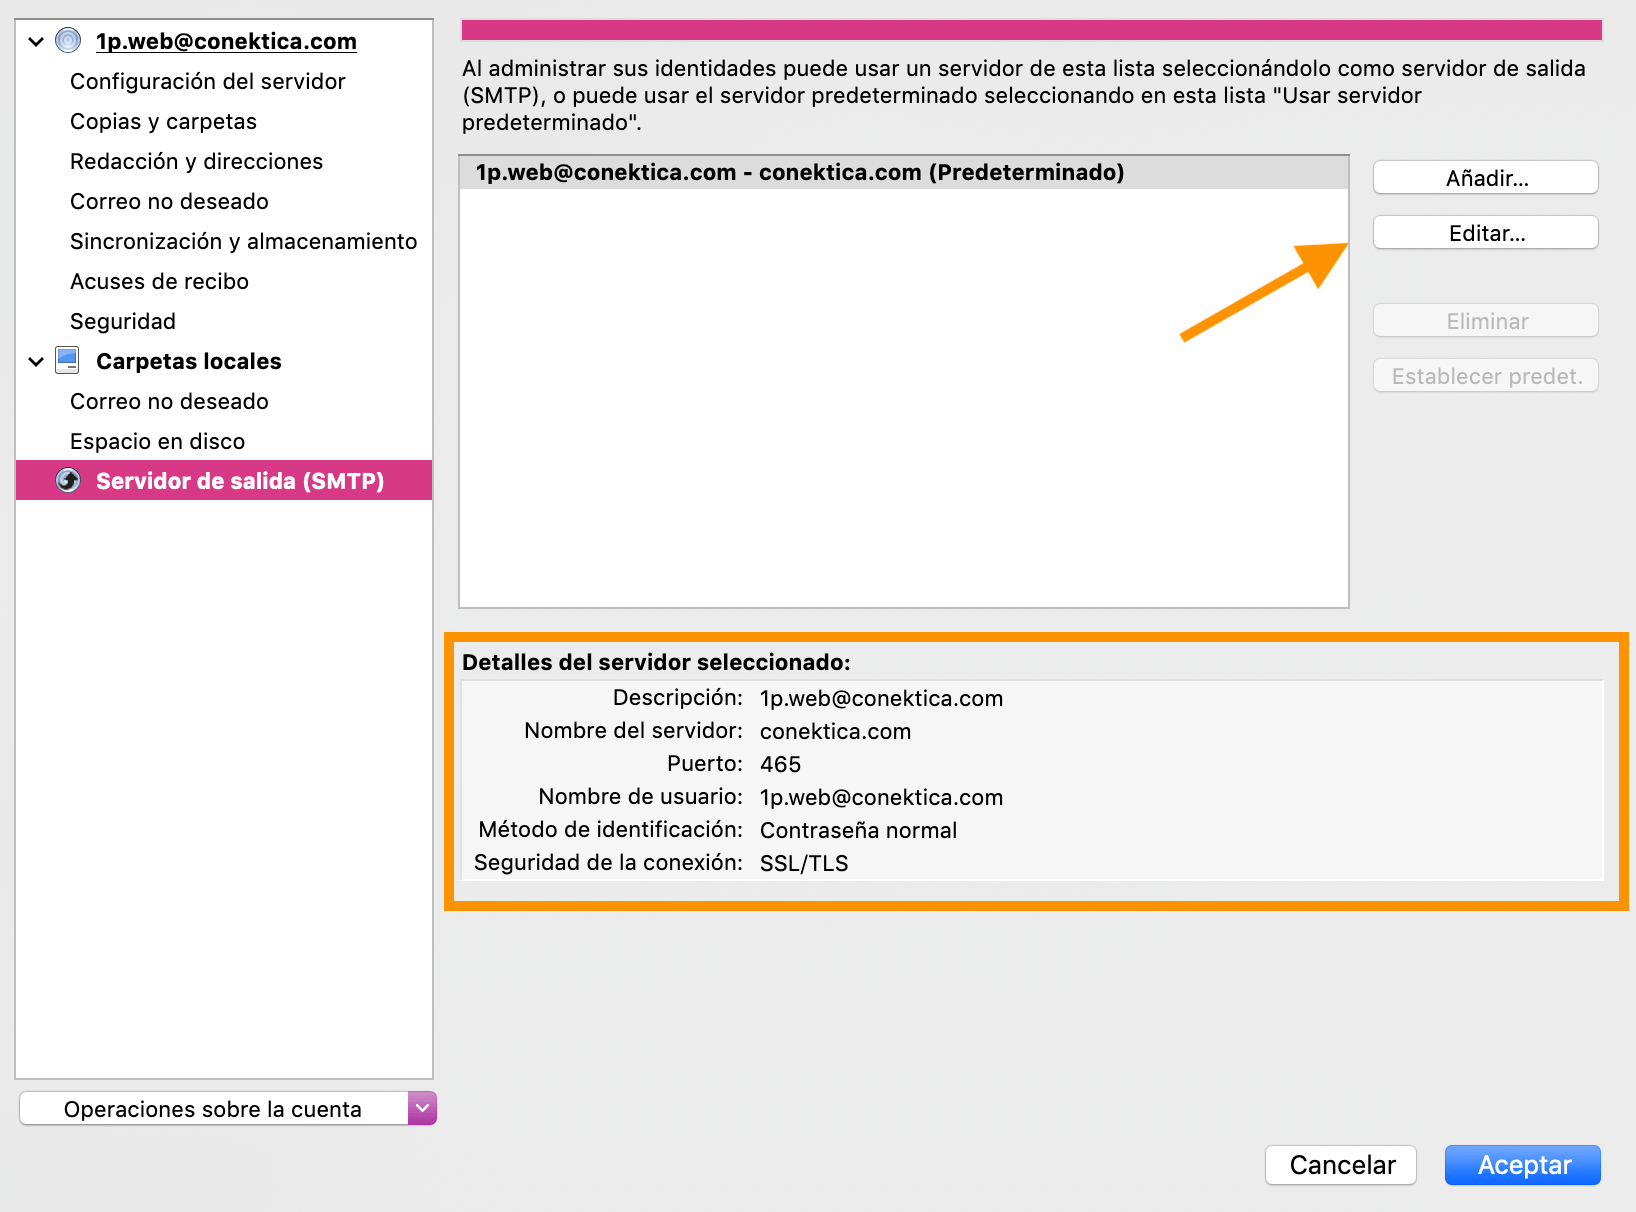 1p.web@conektica.com
Configuración del servidor
Copias y carpetas
Redacción y direcciones
Correo no deseado
Sincronización y almacenamiento
Acuses de recibo
Seguridad
Carpetas locales
Correo no deseado
Espacio en disco
Servidor de salida (SMTP)
Operaciones sobre la cuenta
Al administrar sus identidades puede usar un servidor de esta lista seleccionándolo como servidor de salida
(SMTP), o puede usar el servidor predeterminado seleccionando en esta lista "Usar servidor
predeterminado".
1p.web@conektica.com - conektica.com (Predeterminado)
Añadir...
Editar...
Eliminar
Establecer predet.
Detalles del servidor seleccionado:
Descripción: 1p.web@conektica.com
Nombre del servidor: conektica.com
Puerto: 465
Nombre de usuario: 1p.web@conektica.com
Método de identificación: Contraseña normal
Seguridad de la conexión: SSL/TLS
Cancelar
Aceptar